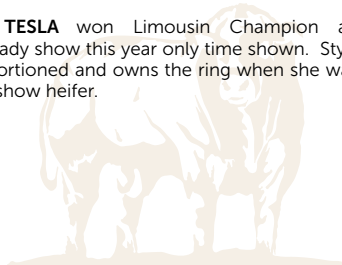 TESLA won Limousin Champion a
ady show this year only time shown. Sty
ortioned and owns the ring when she wa
show heifer.